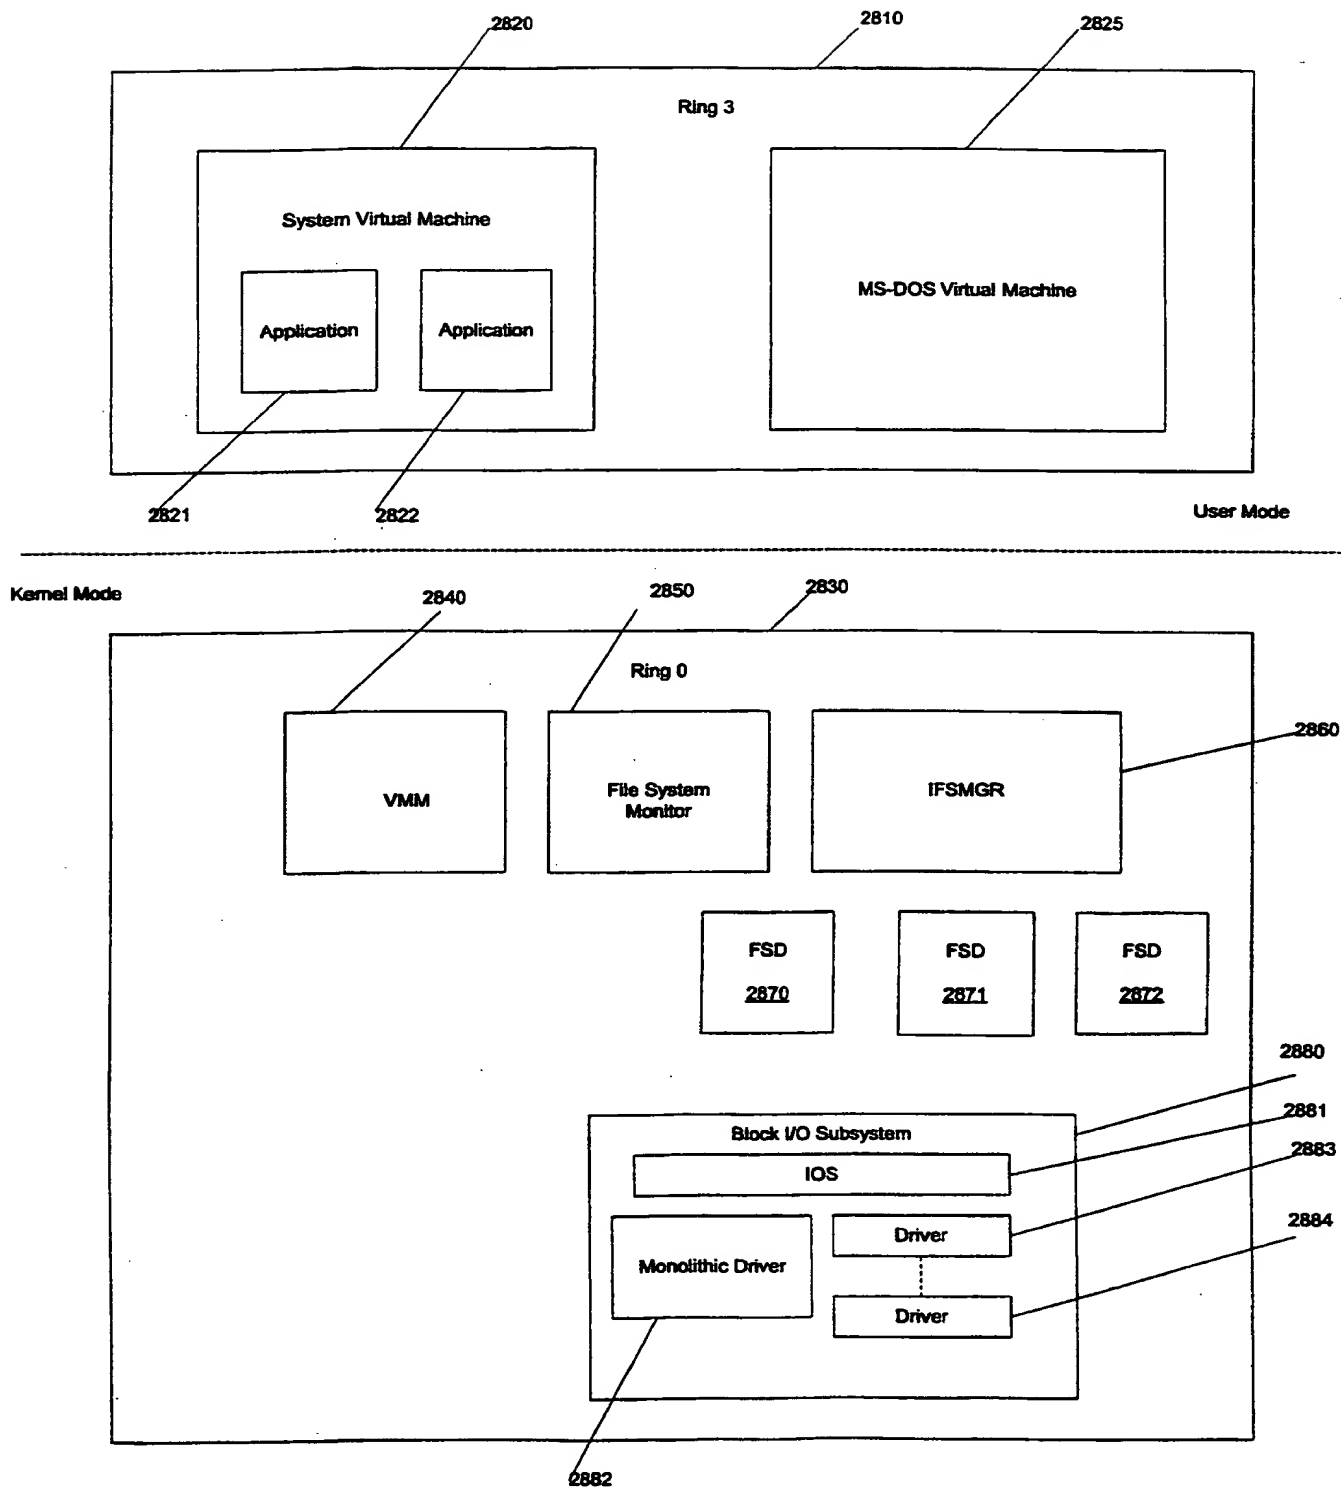 2820
2810
2825
Ring 3
System Virtual Machine
Application
Application
MS-DOS Virtual Machine
2821
2822
User Mode
Kernel Mode
2840
2850
2830
Ring 0
2860
VMM
File System
Monitor
IFSMGR
FSD
2870
FSD
2871
FSD
2872
2880
2881
Block I/O Subsystem
2883
IOS
2884
Driver
Monolithic Driver
Driver
2882